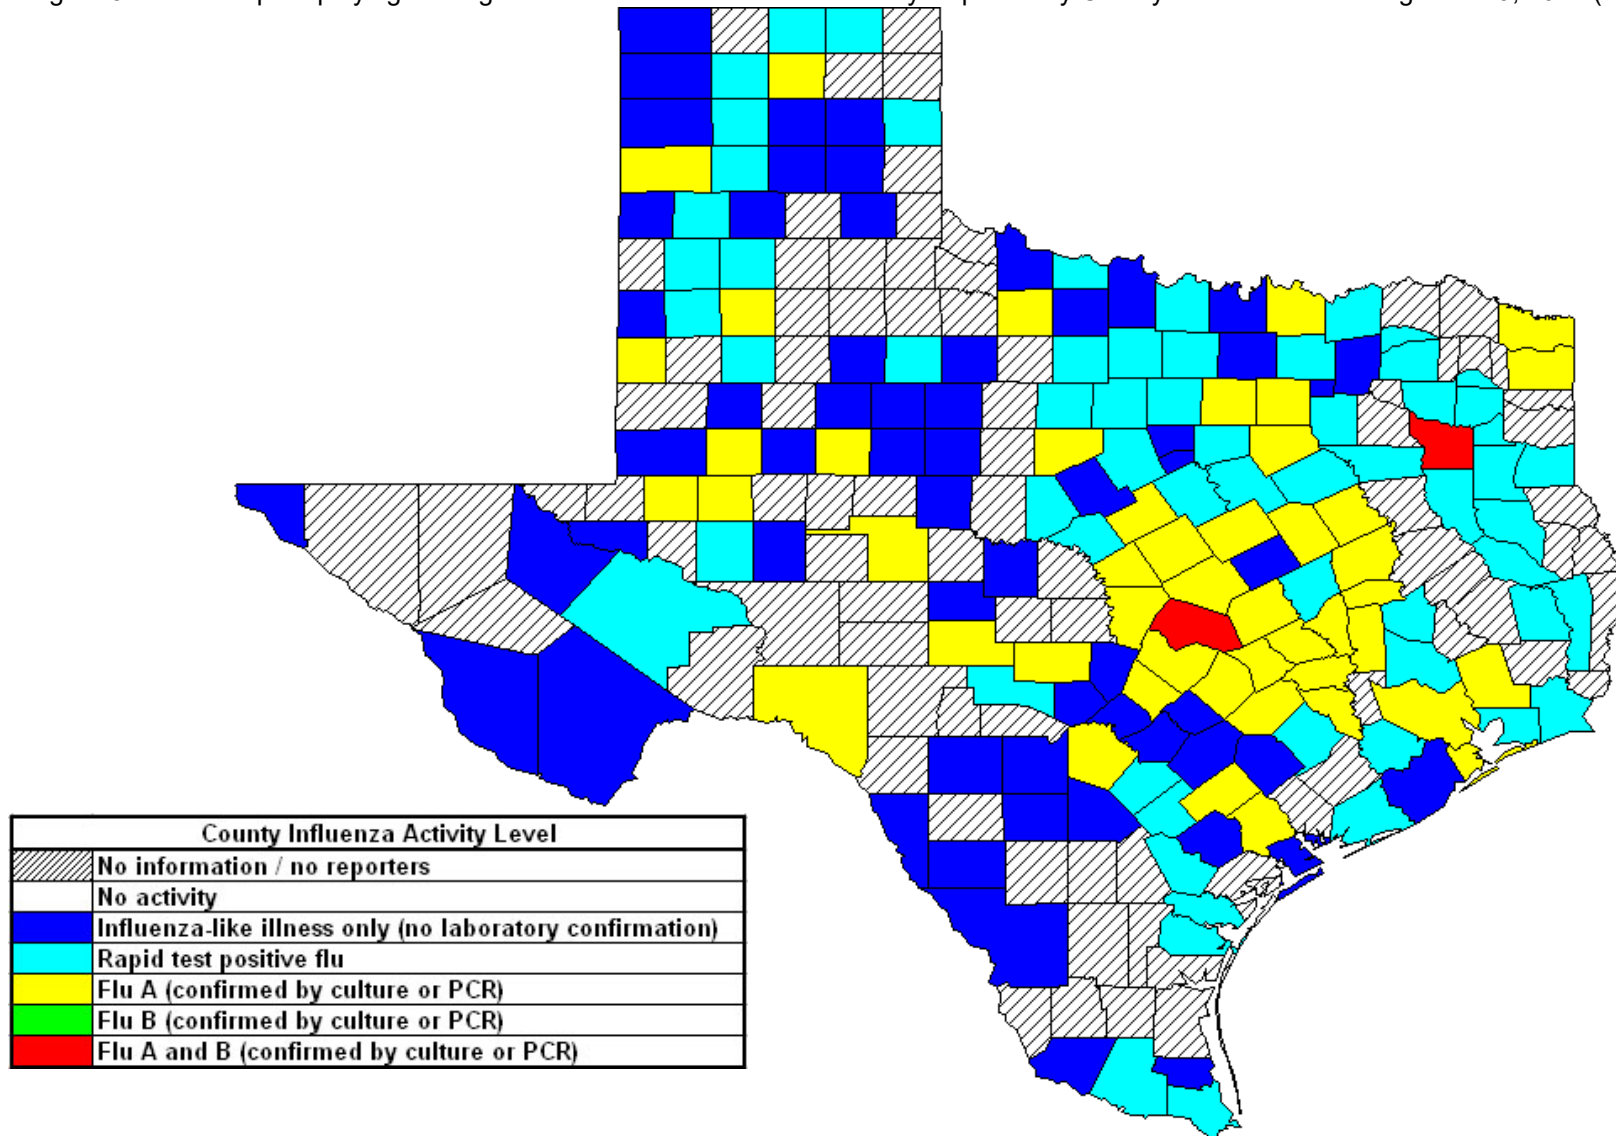 County Influenza Activity Level
No information / no reporters
No activity
Influenza-like illness only (no laboratory confirmation)
Rapid test positive flu
Flu A (confirmed by culture or PCR)
Flu B (confirmed by culture or PCR)
Flu A and B (confirmed by culture or PCR)